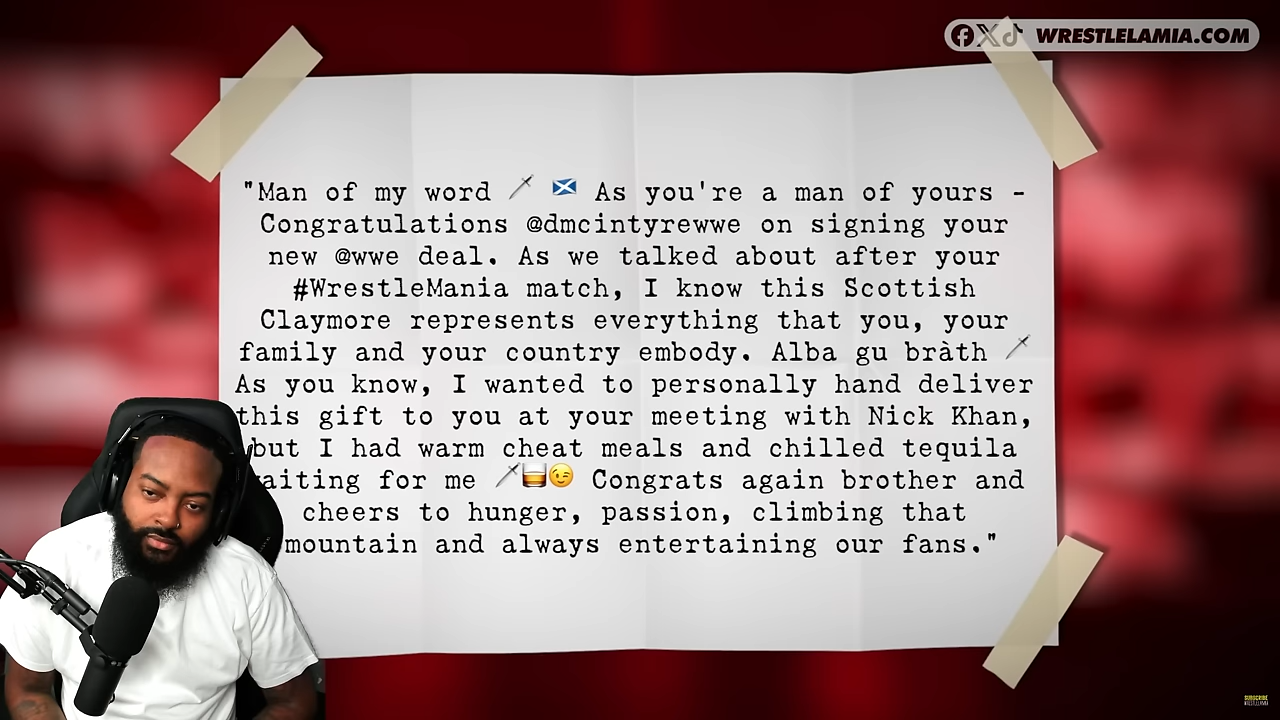 WRESTLELAMIA.COM
"Man of my word 🗡 🏴󠁧󠁢󠁳󠁣󠁴󠁿 As you're a man of yours -
Congratulations @dmcintyrewwe on signing your
new @wwe deal. As we talked about after your
#WrestleMania match, I know this Scottish
Claymore represents everything that you, your
family and your country embody. Alba gu bràth 🗡
As you know, I wanted to personally hand deliver
this gift to you at your meeting with Nick Khan,
but I had warm cheat meals and chilled tequila
waiting for me 🗡🥃😉 Congrats again brother and
cheers to hunger, passion, climbing that
mountain and always entertaining our fans."
SUBSCRIBE
WRESTLELAMIA